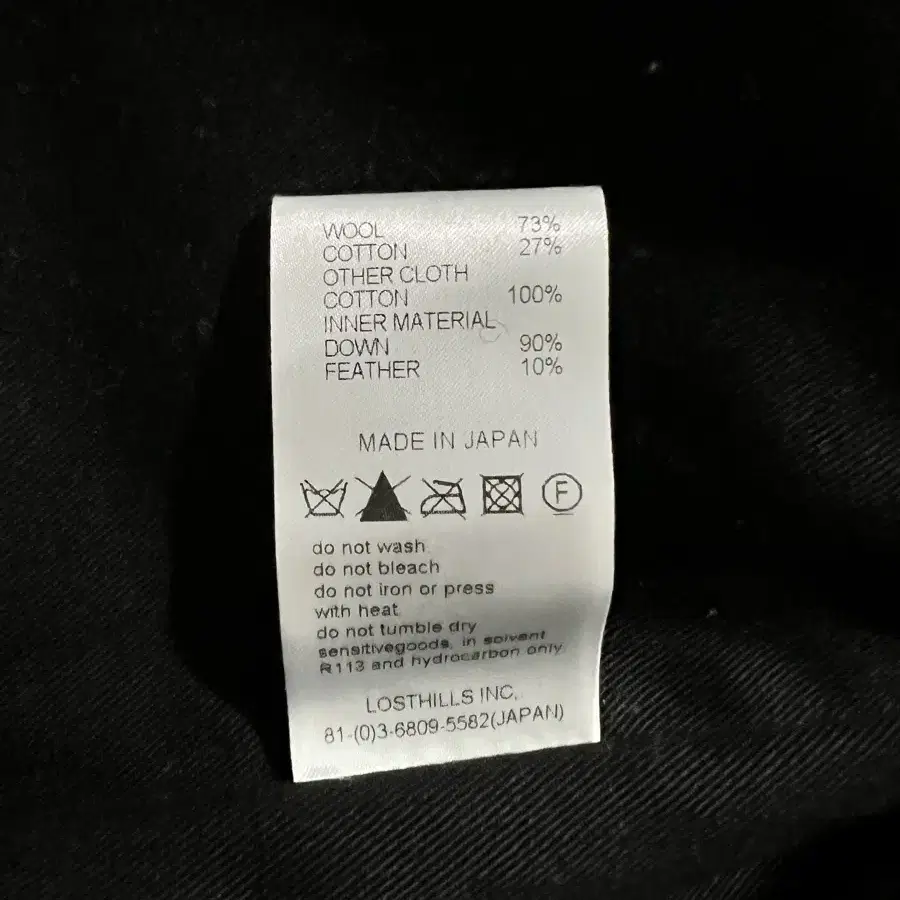 WOOL 73%
COTTON 27%
OTHER CLOTH
COTTON 100%
INNER MATERIAL
DOWN 90%
FEATHER 10%
MADE IN JAPAN
F
do not wash
do not bleach
do not iron or press
with heat
do not tumble dry
sensitivegoods, in solvent
R113 and hydrocarbon only
LOSTHILLS INC,
81-(0)3-6809-5582(JAPAN)